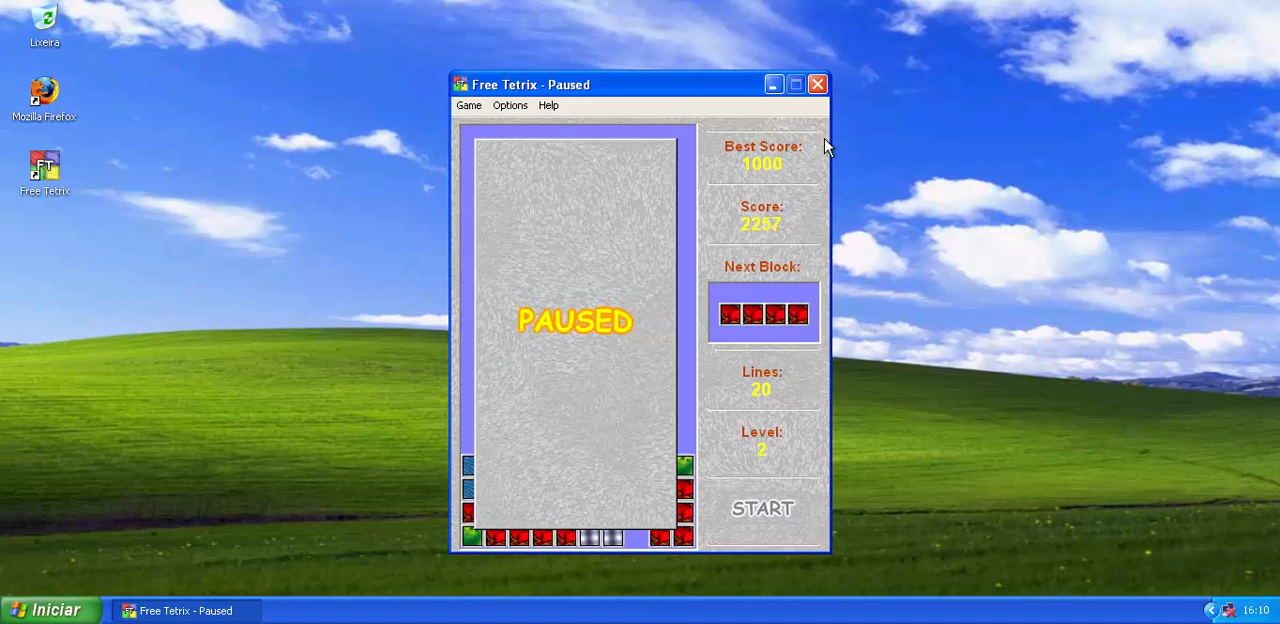 Lixeira
Mozilla Firefox
FT
Free Tetrix
Free Tetrix - Paused
Game Options Help
PAUSED
Best Score:
1000
Score:
2257
Next Block:
Lines:
20
Level:
2
START
Iniciar
Free Tetrix - Paused
16:10